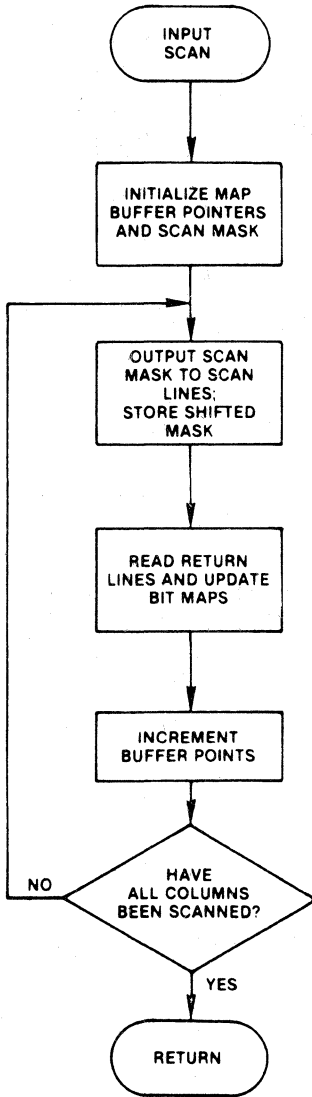 INPUT
SCAN
INITIALIZE MAP
BUFFER POINTERS
AND SCAN MASK
OUTPUT SCAN
MASK TO SCAN
LINES;
STORE SHIFTED
MASK
READ RETURN
LINES AND UPDATE
BIT MAPS
INCREMENT
BUFFER POINTS
HAVE
ALL COLUMNS
BEEN SCANNED?
NO
YES
RETURN